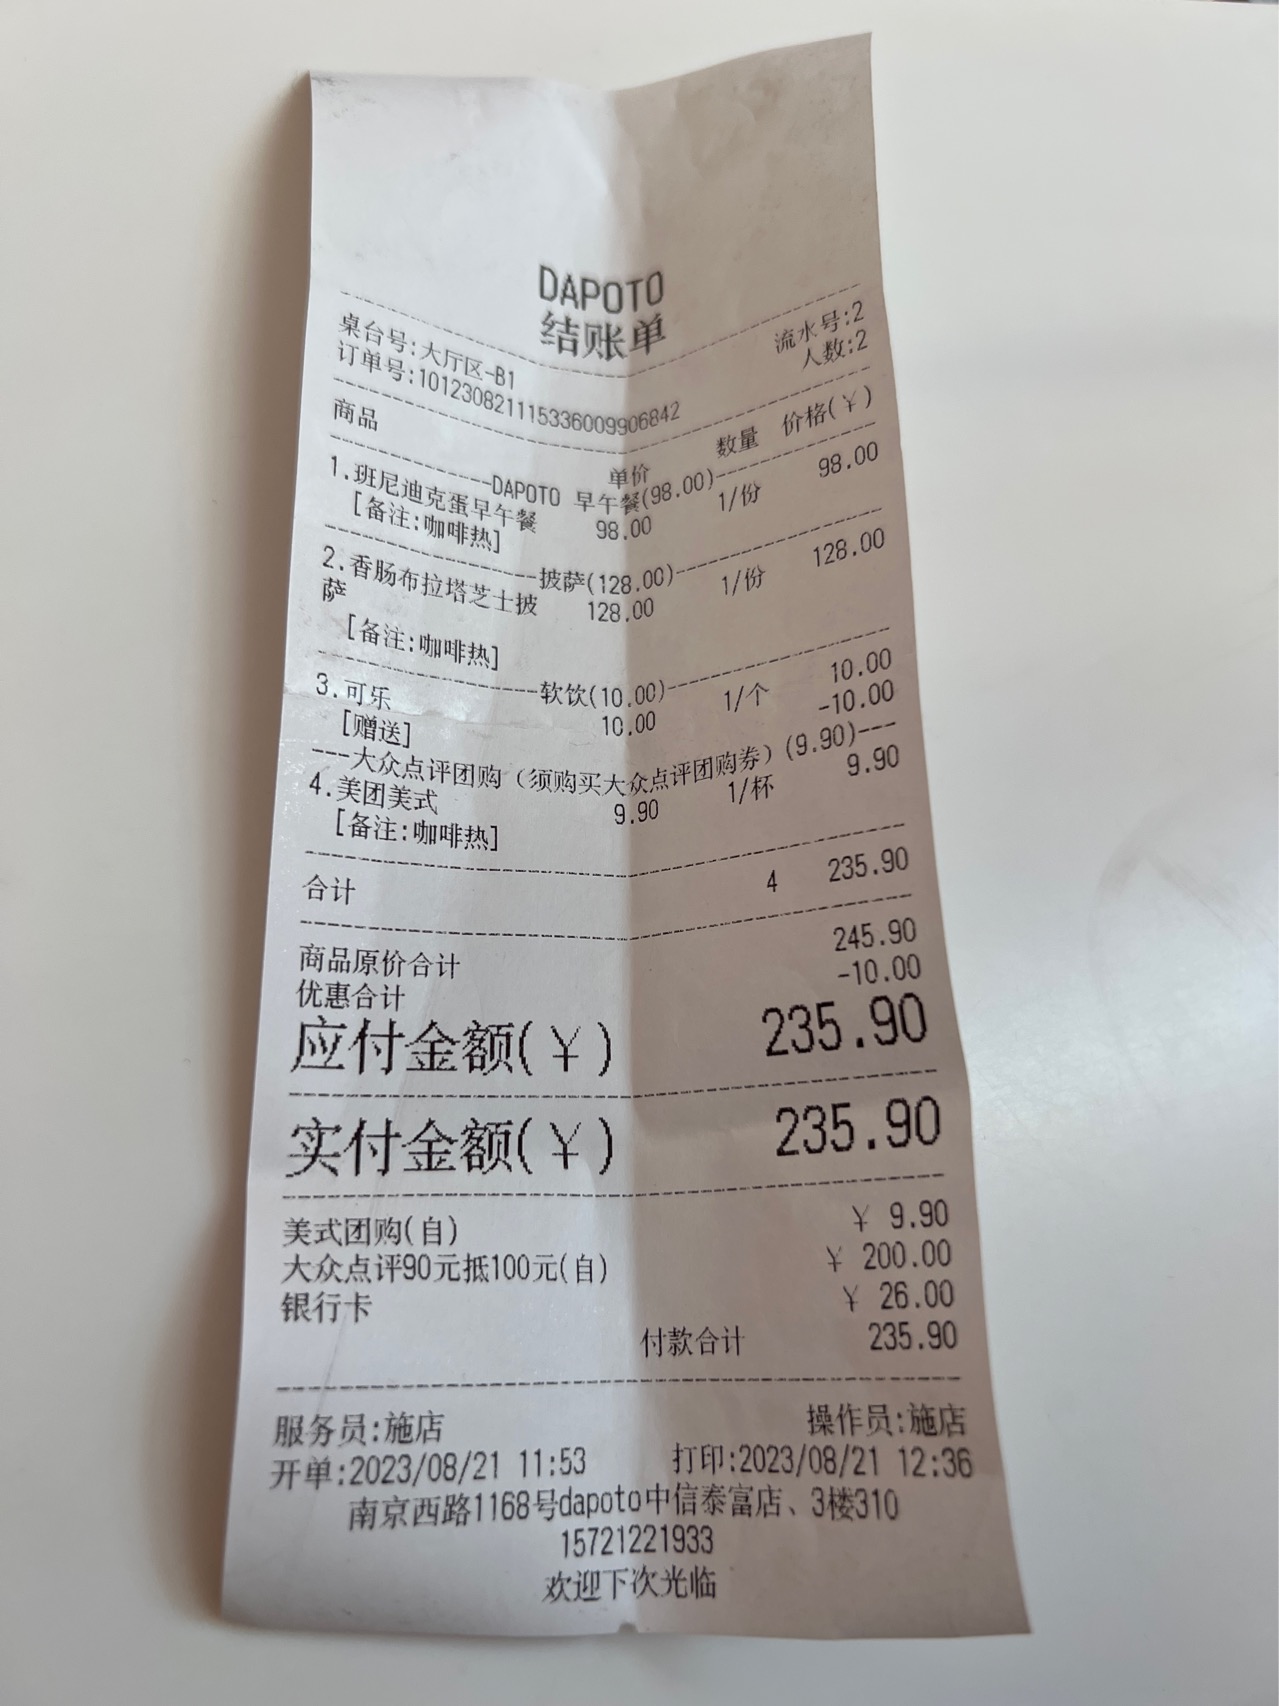 DAPOTO
结账单
桌台号:大厅区-B1 流水号:2
订单号:101230821115336009906842 人数:2
商品 单价 数量 价格(￥)
DAPOTO 早午餐(98.00)
1.班尼迪克蛋早午餐 98.00 1/份 98.00
[备注:咖啡热]
披萨(128.00)
2.香肠布拉塔芝士披 128.00 1/份 128.00
萨
[备注:咖啡热]
软饮(10.00)
3.可乐 10.00 1/个 10.00
[赠送] -10.00
---大众点评团购（须购买大众点评团购券）(9.90)---
4.美团美式 9.90 1/杯 9.90
[备注:咖啡热]
合计 4 235.90
商品原价合计 245.90
优惠合计 -10.00
应付金额(￥) 235.90
实付金额(￥) 235.90
美式团购(自) ￥ 9.90
大众点评90元抵100元(自) ￥ 200.00
银行卡 ￥ 26.00
付款合计 235.90
服务员:施店 操作员:施店
开单:2023/08/21 11:53 打印:2023/08/21 12:36
南京西路1168号dapoto中信泰富店、3楼310
15721221933
欢迎下次光临